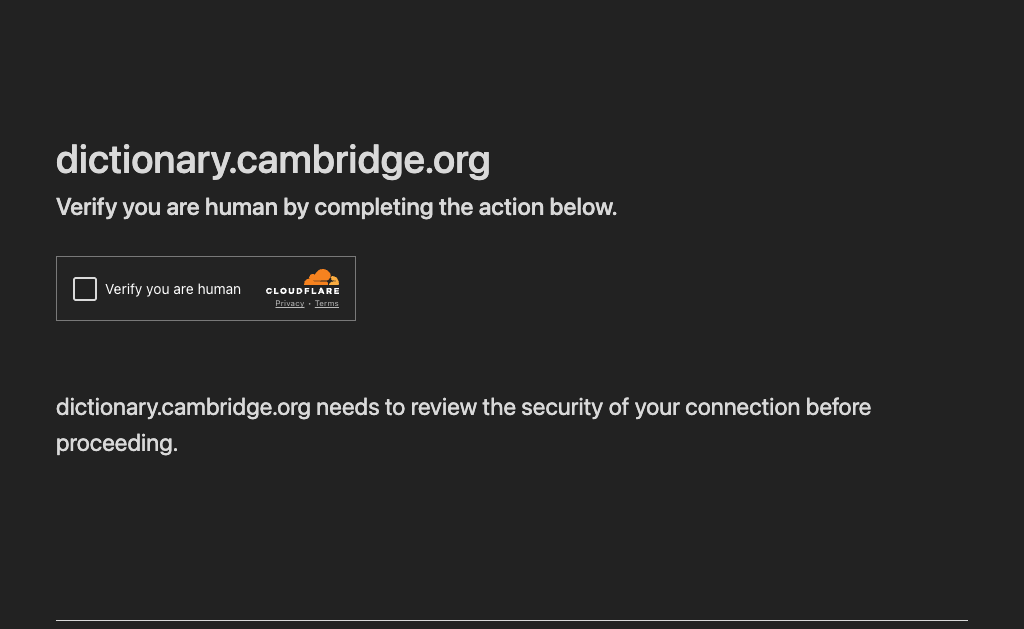 dictionary.cambridge.org
Verify you are human by completing the action below.
Verify you are human
CLOUDFLARE
Privacy • Terms
dictionary.cambridge.org needs to review the security of your connection before
proceeding.